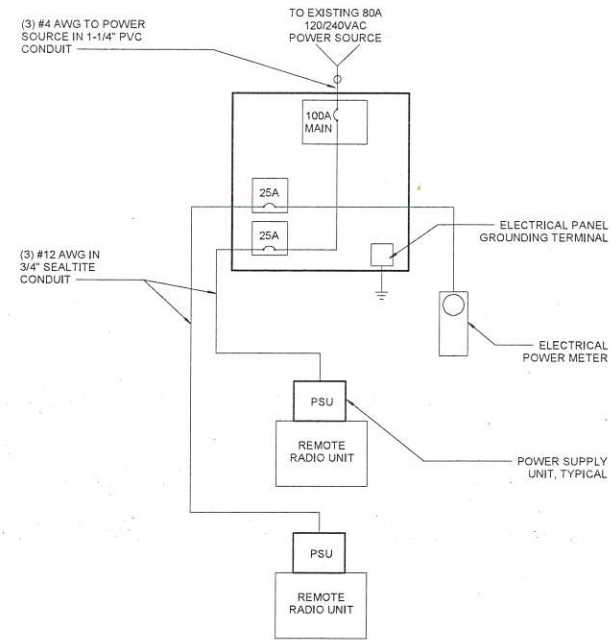 (3) #4 AWG TO POWER
SOURCE IN 1-1/4" PVC
CONDUIT
TO EXISTING 80A
120/240VAC
POWER SOURCE
100A
MAIN
25A
25A
ELECTRICAL PANEL
GROUNDING TERMINAL
(3) #12 AWG IN
3/4" SEALTITE
CONDUIT
ELECTRICAL
POWER METER
PSU
REMOTE
RADIO UNIT
POWER SUPPLY
UNIT, TYPICAL
PSU
REMOTE
RADIO UNIT